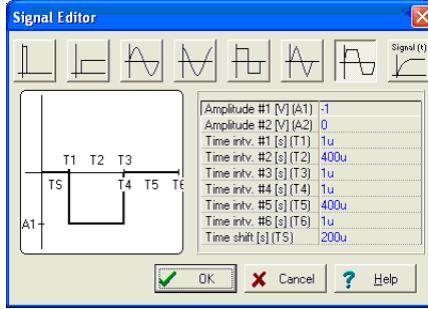 Signal Editor
Signal (t)
T1 T2 T3
TS T4 T5 T6
A1
Amplitude #1 [V] (A1) -1
Amplitude #2 [V] (A2) 0
Time intv. #1 [s] (T1) 1u
Time intv. #2 [s] (T2) 400u
Time intv. #3 [s] (T3) 1u
Time intv. #4 [s] (T4) 1u
Time intv. #5 [s] (T5) 400u
Time intv. #6 [s] (T6) 1u
Time shift [s] (TS) 200u
OK Cancel ? Help